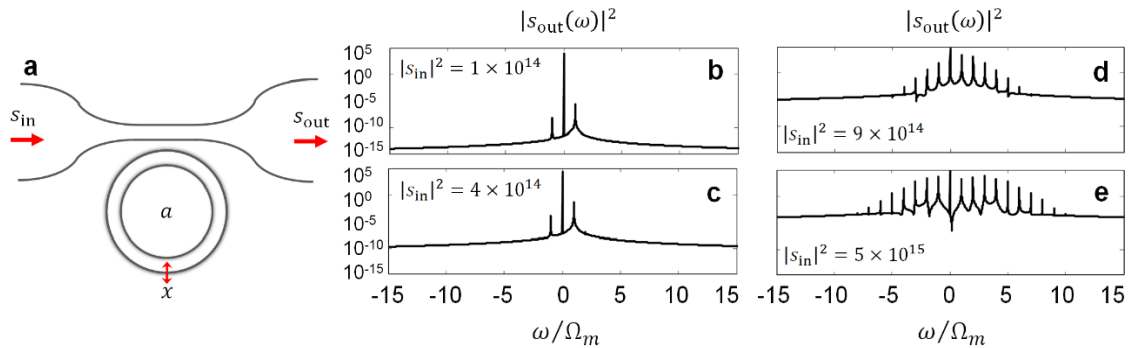 a
s_in
s_out
a
x
|s_out(ω)|²
10^5
10^0
10^-5
10^-10
10^-15
|s_in|² = 1 × 10^14
b
10^5
10^0
10^-5
10^-10
10^-15
|s_in|² = 4 × 10^14
c
-15 -10 -5 0 5 10 15
ω/Ω_m
|s_out(ω)|²
d
|s_in|² = 9 × 10^14
e
|s_in|² = 5 × 10^15
-15 -10 -5 0 5 10 15
ω/Ω_m